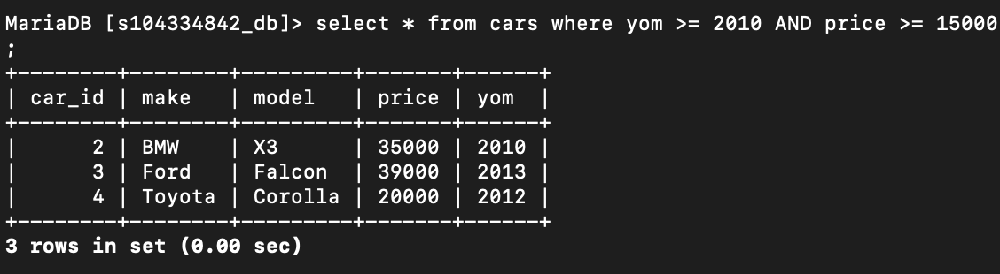 MariaDB [s104334842_db]> select * from cars where yom >= 2010 AND price >= 15000
;
+--------+--------+---------+-------+------+
| car_id | make   | model   | price | yom  |
+--------+--------+---------+-------+------+
|      2 | BMW    | X3      | 35000 | 2010 |
|      3 | Ford   | Falcon  | 39000 | 2013 |
|      4 | Toyota | Corolla | 20000 | 2012 |
+--------+--------+---------+-------+------+
3 rows in set (0.00 sec)